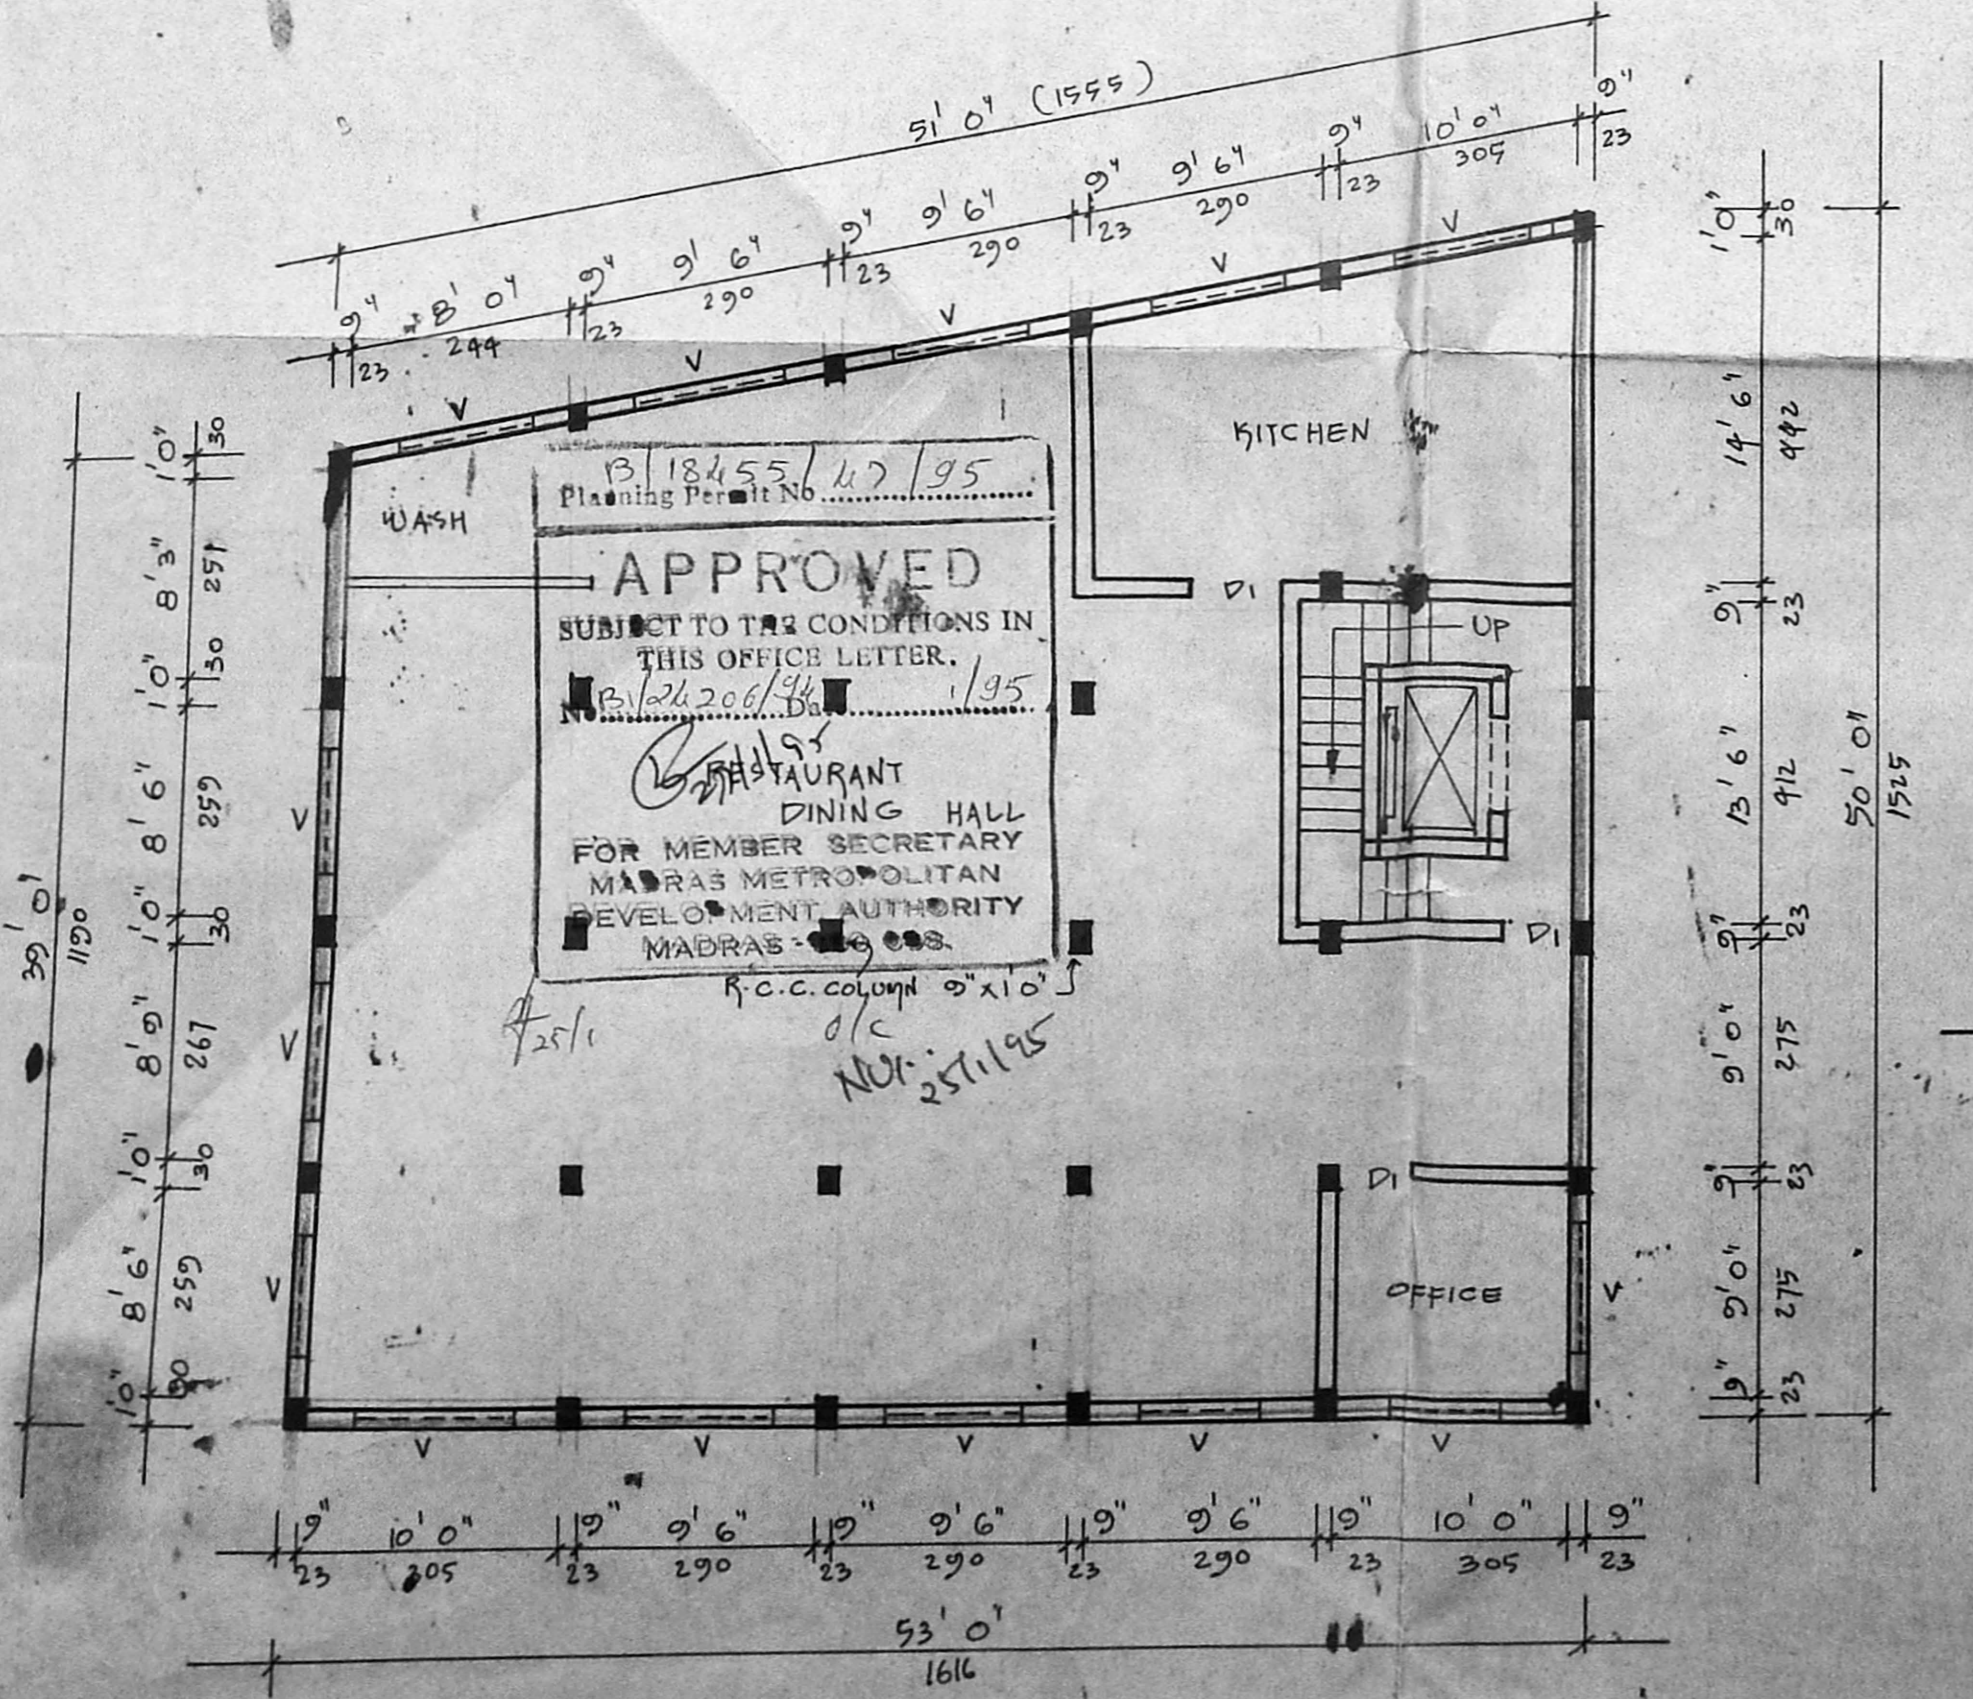 51' 0" (1555)
9" 8' 0" 9" 9' 6" 9" 9' 6" 9" 9' 6" 9" 10' 0" 9"
23 244 23 290 23 290 23 290 23 305 23
V V V V V
39' 0'
1190
1' 0" 8' 3" 1' 0" 8' 6" 1' 0" 8' 9" 1' 0" 8' 6" 1' 0"
30 251 30 259 30 267 30 259
V
V
V
WASH
KITCHEN
B/18455/47/95
Planning Permit No
APPROVED
SUBJECT TO THE CONDITIONS IN
THIS OFFICE LETTER.
No B1/24206/94 Da 1/95
RESTAURANT
DINING HALL
FOR MEMBER SECRETARY
MADRAS METROPOLITAN
DEVELOPMENT AUTHORITY
MADRAS -
R.C.C. COLUMN 9" x 1' 0"
25/1
o/c
25/1/95
D1
UP
D1
D1
OFFICE
V
1' 0" 14' 6" 9" 13' 6" 9" 9' 0" 9" 9' 0" 9"
30 442 23 412 23 275 23 275 23
50' 0"
1525
V V V V V
9" 10' 0" 9" 9' 6" 9" 9' 6" 9" 9' 6" 9" 10' 0" 9"
23 305 23 290 23 290 23 290 23 305 23
53' 0"
1616